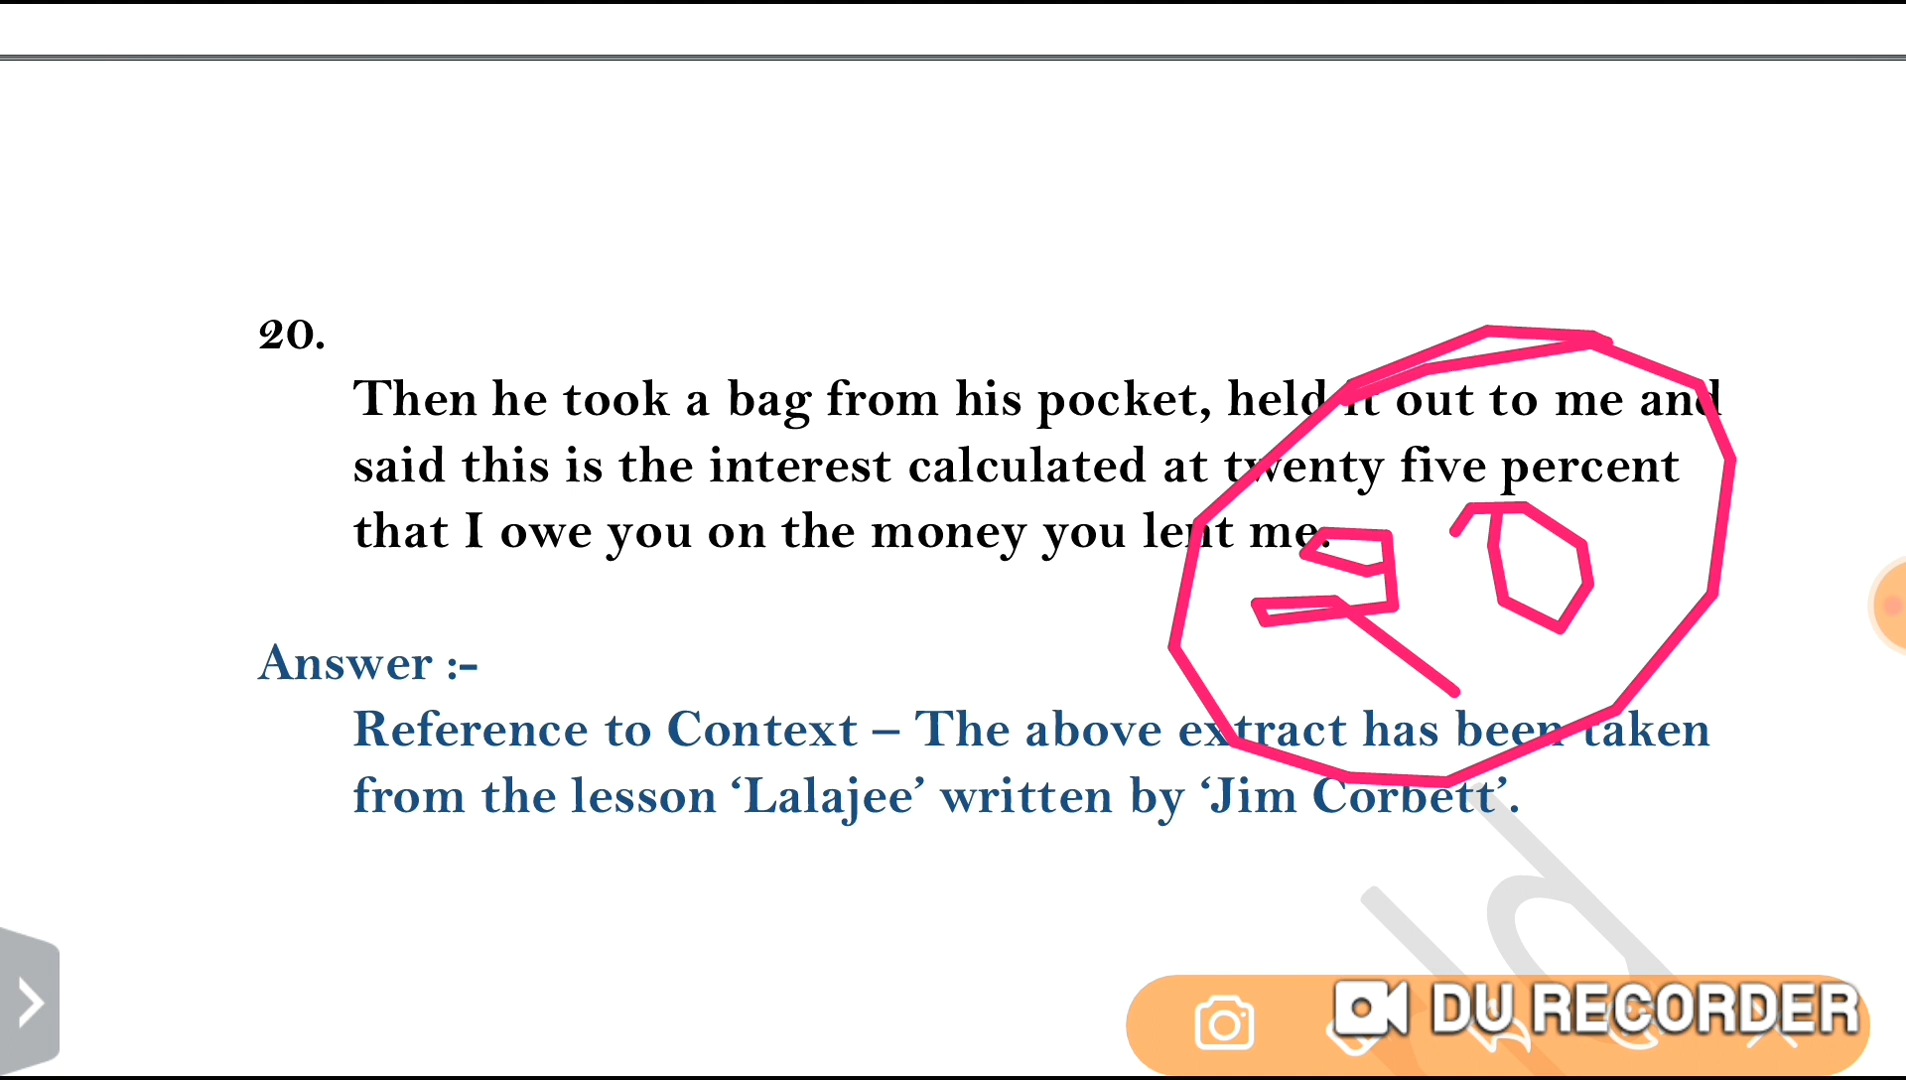 20.
Then he took a bag from his pocket, held it out to me and
said this is the interest calculated at twenty five percent
that I owe you on the money you lent me.
20
Answer :-
Reference to Context – The above extract has been taken
from the lesson ‘Lalajee’ written by ‘Jim Corbett’.
DU RECORDER